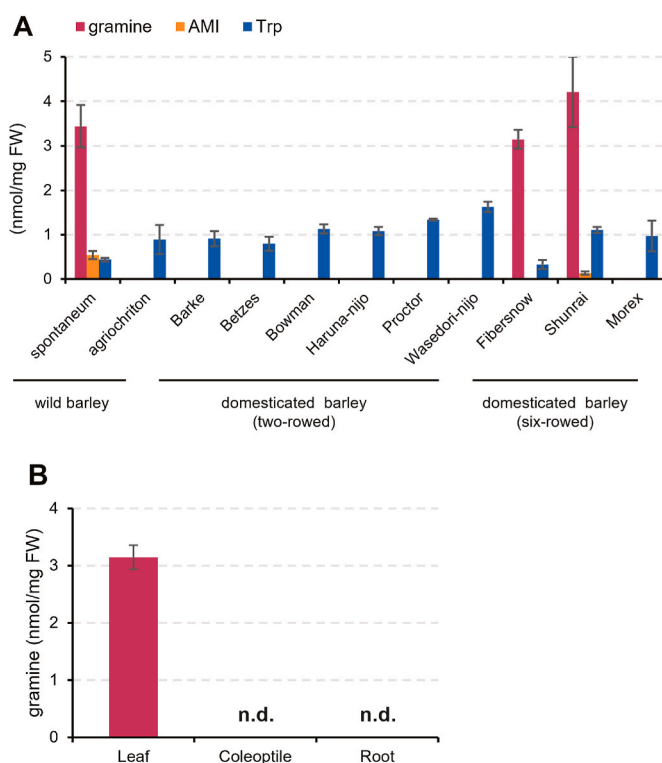 A
gramine AMI Trp
(nmol/mg FW)
5
4
3
2
1
0
spontaneum
agriochriton
Barke
Betzes
Bowman
Haruna-nijo
Proctor
Wasedori-nijo
Fibersnow
Shunrai
Morex
wild barley
domesticated barley
(two-rowed)
domesticated barley
(six-rowed)
B
gramine (nmol/mg FW)
4
3
2
1
0
n.d. n.d.
Leaf Coleoptile Root